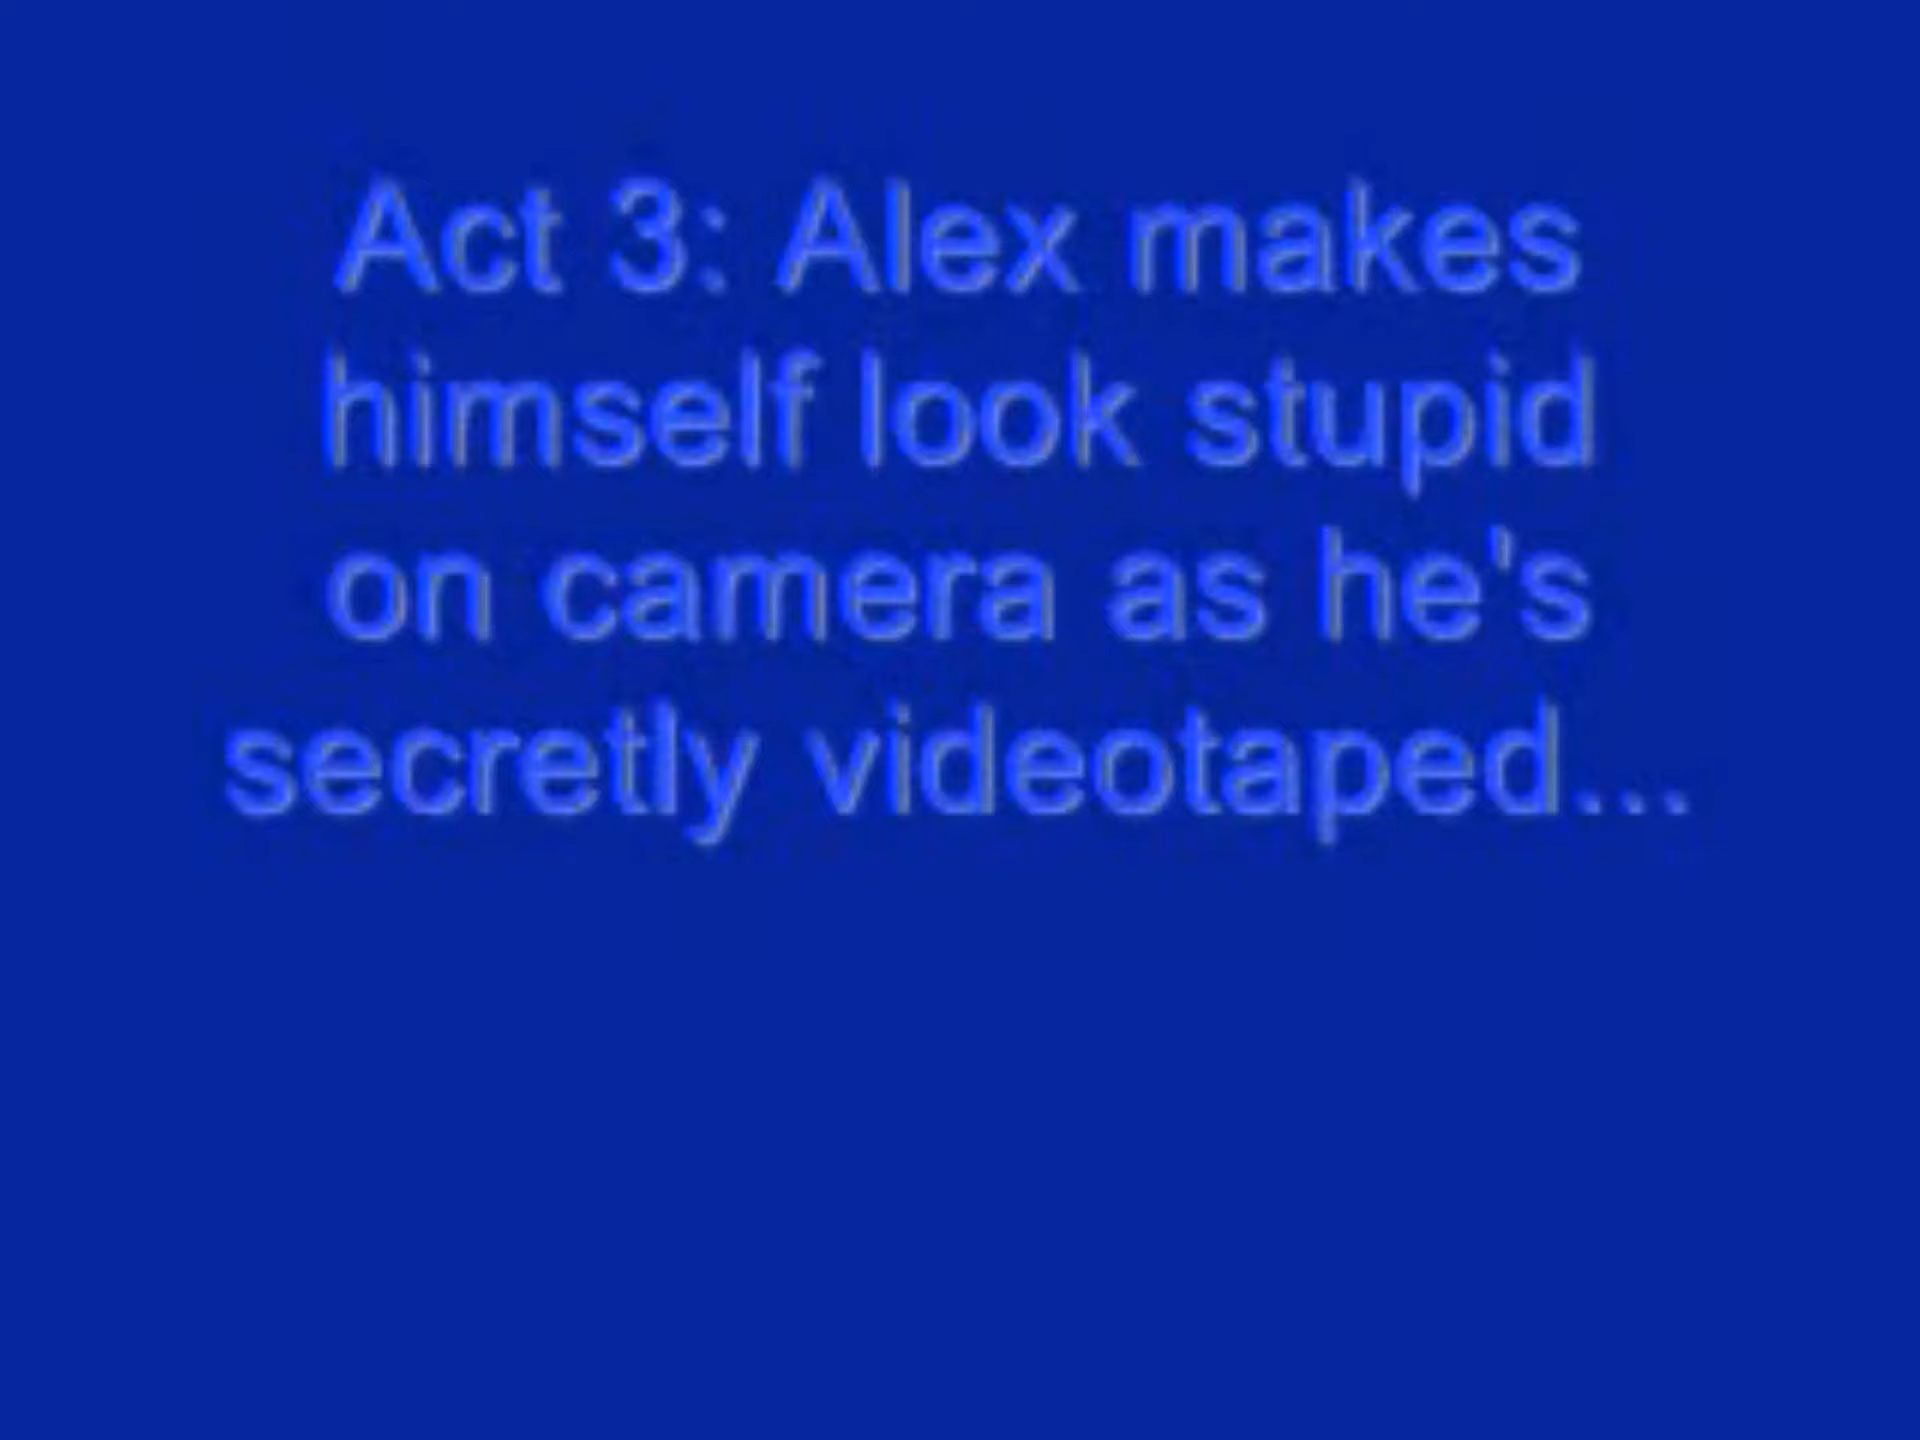 Act 3: Alex makes
himself look stupid
on camera as he's
secretly videotaped...